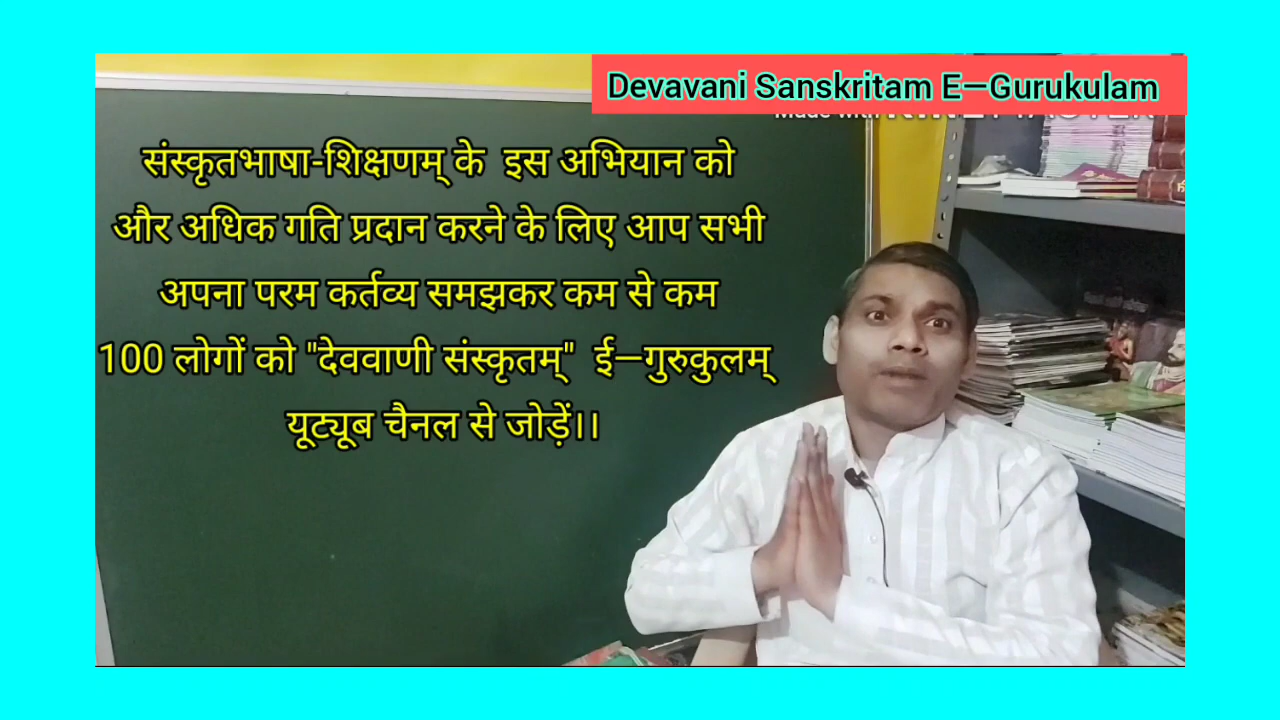 Devavani Sanskritam E—Gurukulam
संस्कृतभाषा-शिक्षणम् के इस अभियान को
और अधिक गति प्रदान करने के लिए आप सभी
अपना परम कर्तव्य समझकर कम से कम
100 लोगों को "देववाणी संस्कृतम्" ई—गुरुकुलम्
यूट्यूब चैनल से जोड़ें।।